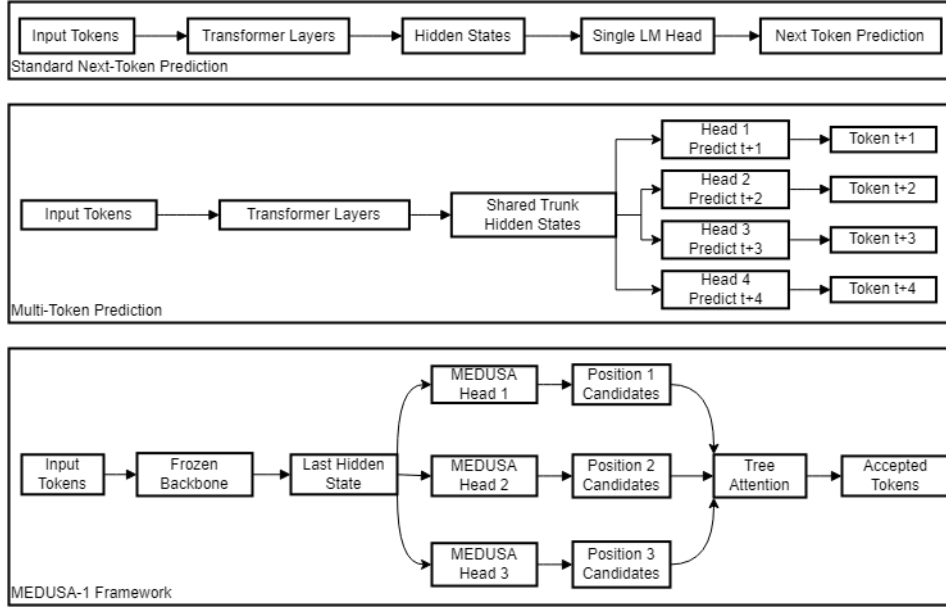 Input Tokens
Transformer Layers
Hidden States
Single LM Head
Next Token Prediction
Standard Next-Token Prediction
Input Tokens
Transformer Layers
Shared Trunk
Hidden States
Head 1
Predict t+1
Token t+1
Head 2
Predict t+2
Token t+2
Head 3
Predict t+3
Token t+3
Head 4
Predict t+4
Token t+4
Multi-Token Prediction
Input
Tokens
Frozen
Backbone
Last Hidden
State
MEDUSA
Head 1
Position 1
Candidates
MEDUSA
Head 2
Position 2
Candidates
MEDUSA
Head 3
Position 3
Candidates
Tree
Attention
Accepted
Tokens
MEDUSA-1 Framework